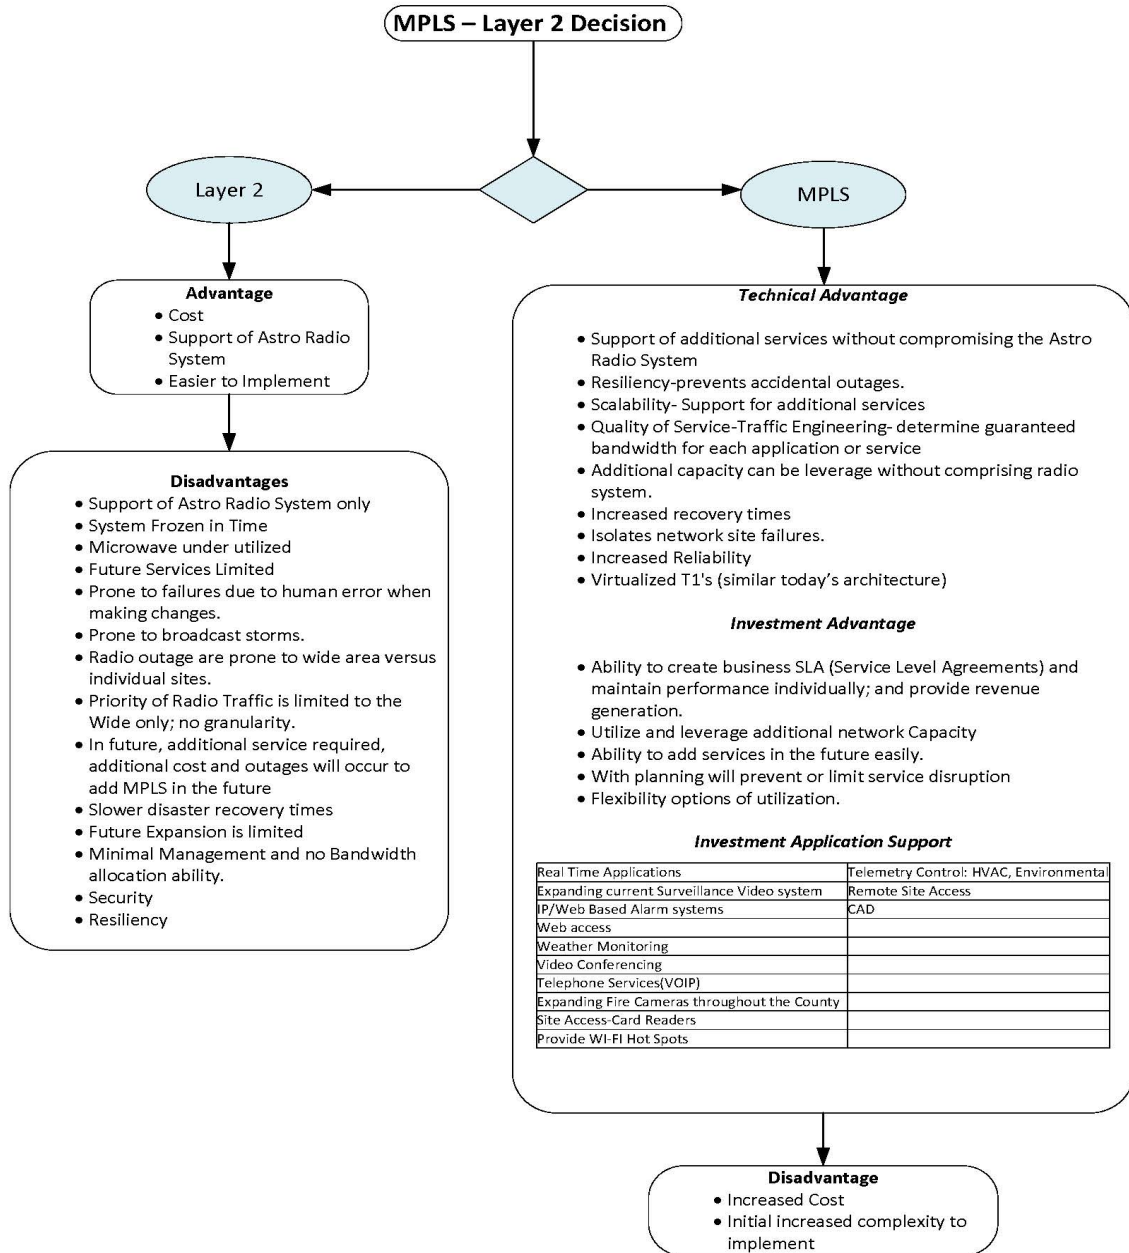 MPLS – Layer 2 Decision
Layer 2
MPLS
Advantage
• Cost
• Support of Astro Radio
System
• Easier to Implement
Disadvantages
• Support of Astro Radio System only
• System Frozen in Time
• Microwave under utilized
• Future Services Limited
• Prone to failures due to human error when
making changes.
• Prone to broadcast storms.
• Radio outage are prone to wide area versus
individual sites.
• Priority of Radio Traffic is limited to the
Wide only; no granularity.
• In future, additional service required,
additional cost and outages will occur to
add MPLS in the future
• Slower disaster recovery times
• Future Expansion is limited
• Minimal Management and no Bandwidth
allocation ability.
• Security
• Resiliency
Technical Advantage
• Support of additional services without compromising the Astro
Radio System
• Resiliency-prevents accidental outages.
• Scalability- Support for additional services
• Quality of Service-Traffic Engineering- determine guaranteed
bandwidth for each application or service
• Additional capacity can be leverage without comprising radio
system.
• Increased recovery times
• Isolates network site failures.
• Increased Reliability
• Virtualized T1's (similar today’s architecture)
Investment Advantage
• Ability to create business SLA (Service Level Agreements) and
maintain performance individually; and provide revenue
generation.
• Utilize and leverage additional network Capacity
• Ability to add services in the future easily.
• With planning will prevent or limit service disruption
• Flexibility options of utilization.
Investment Application Support
Real Time Applications Telemetry Control: HVAC, Environmental
Expanding current Surveillance Video system Remote Site Access
IP/Web Based Alarm systems CAD
Web access
Weather Monitoring
Video Conferencing
Telephone Services(VOIP)
Expanding Fire Cameras throughout the County
Site Access-Card Readers
Provide WI-FI Hot Spots
Disadvantage
• Increased Cost
• Initial increased complexity to
implement